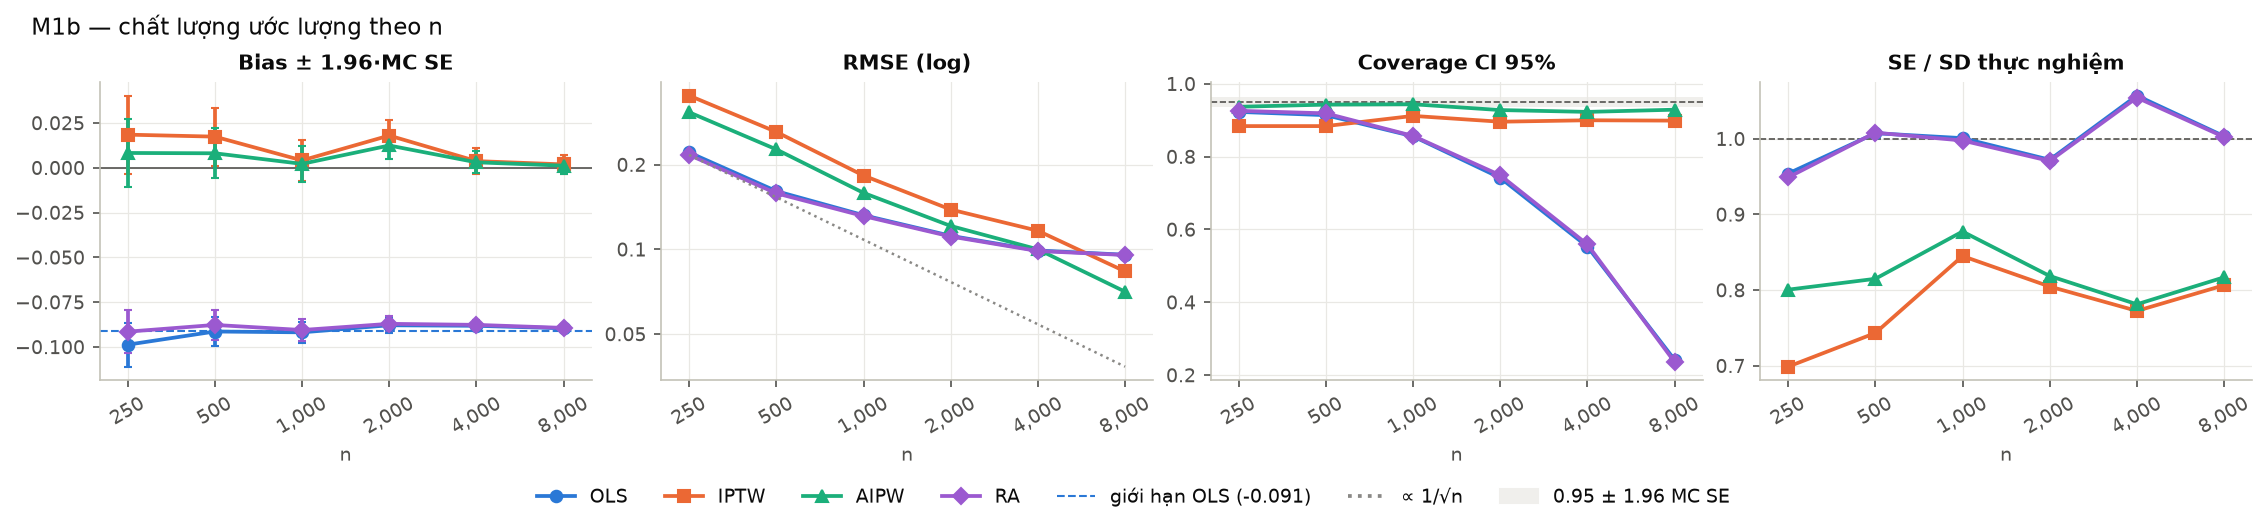 M1b — chất lượng ước lượng theo n
Bias ± 1.96·MC SE
0.025
0.000
−0.025
−0.050
−0.075
−0.100
250
500
1,000
2,000
4,000
8,000
n
RMSE (log)
0.2
0.1
0.05
250
500
1,000
2,000
4,000
8,000
n
Coverage CI 95%
1.0
0.8
0.6
0.4
0.2
250
500
1,000
2,000
4,000
8,000
n
SE / SD thực nghiệm
1.0
0.9
0.8
0.7
250
500
1,000
2,000
4,000
8,000
n
OLS
IPTW
AIPW
RA
giới hạn OLS (-0.091)
∝ 1/√n
0.95 ± 1.96 MC SE